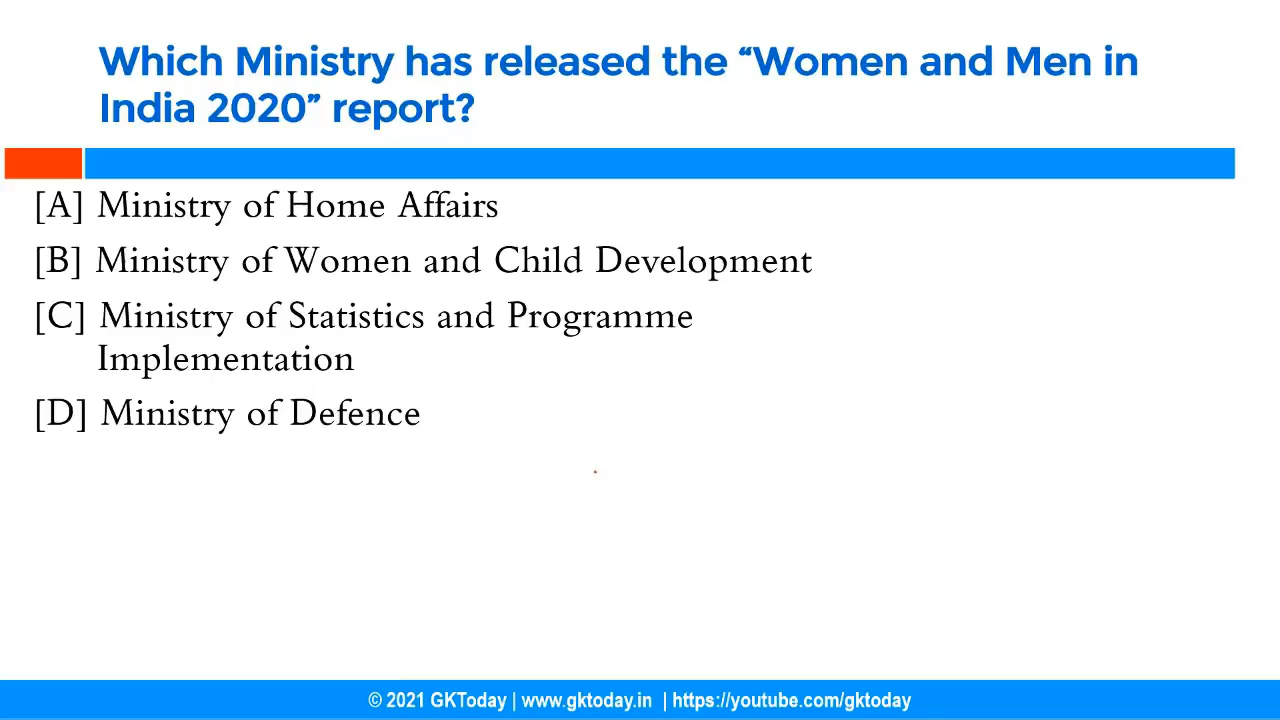 Which Ministry has released the “Women and Men in
India 2020” report?
[A] Ministry of Home Affairs
[B] Ministry of Women and Child Development
[C] Ministry of Statistics and Programme
Implementation
[D] Ministry of Defence
© 2021 GKToday | www.gktoday.in | https://youtube.com/gktoday